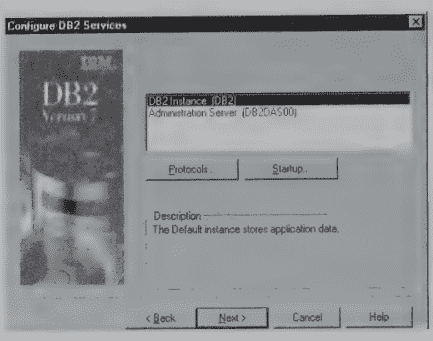 Configure DB2 Services
IBM
DB2
Version 7
DB2 Instance (DB2)
Administration Server (DB2DAS00)
Protocols...
Startup...
Description
The Default instance stores application data.
< Back
Next >
Cancel
Help